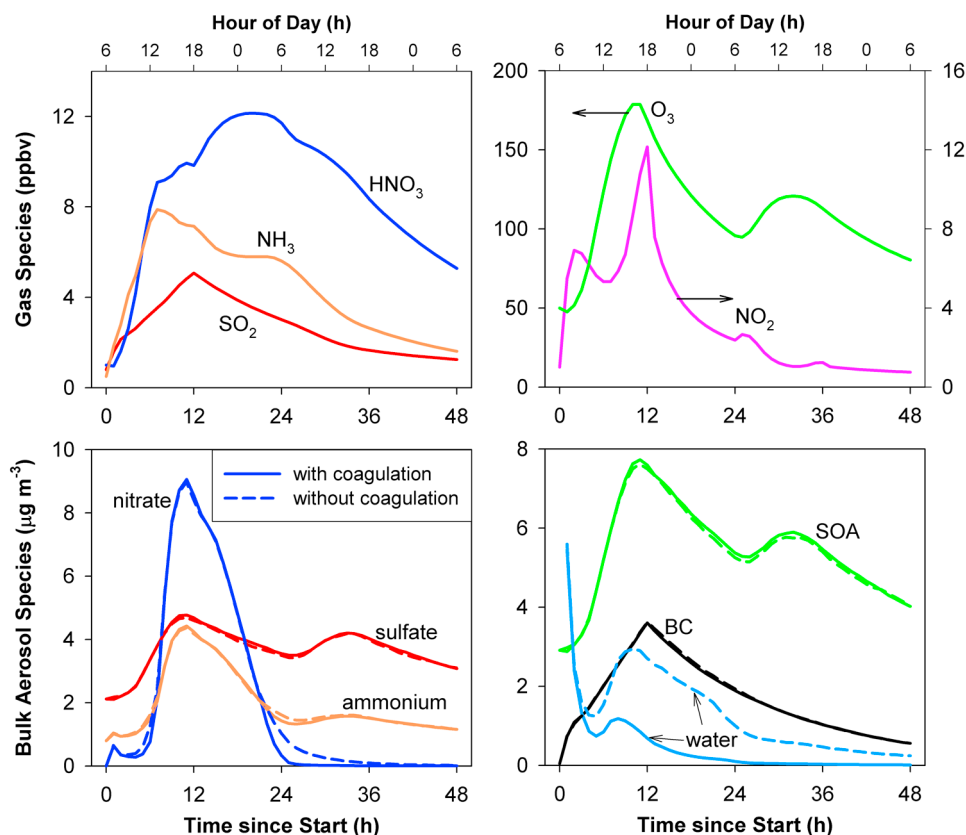 Hour of Day (h)
6 12 18 0 6 12 18 0 6
Gas Species (ppbv)
12
8
4
0
HNO3
NH3
SO2
0 12 24 36 48
Hour of Day (h)
6 12 18 0 6 12 18 0 6
200
150
100
50
0
16
12
8
4
0
O3
NO2
0 12 24 36 48
Bulk Aerosol Species (µg m-3)
10
8
6
4
2
0
with coagulation
without coagulation
nitrate
sulfate
ammonium
0 12 24 36 48
Time since Start (h)
8
6
4
2
0
SOA
BC
water
0 12 24 36 48
Time since Start (h)